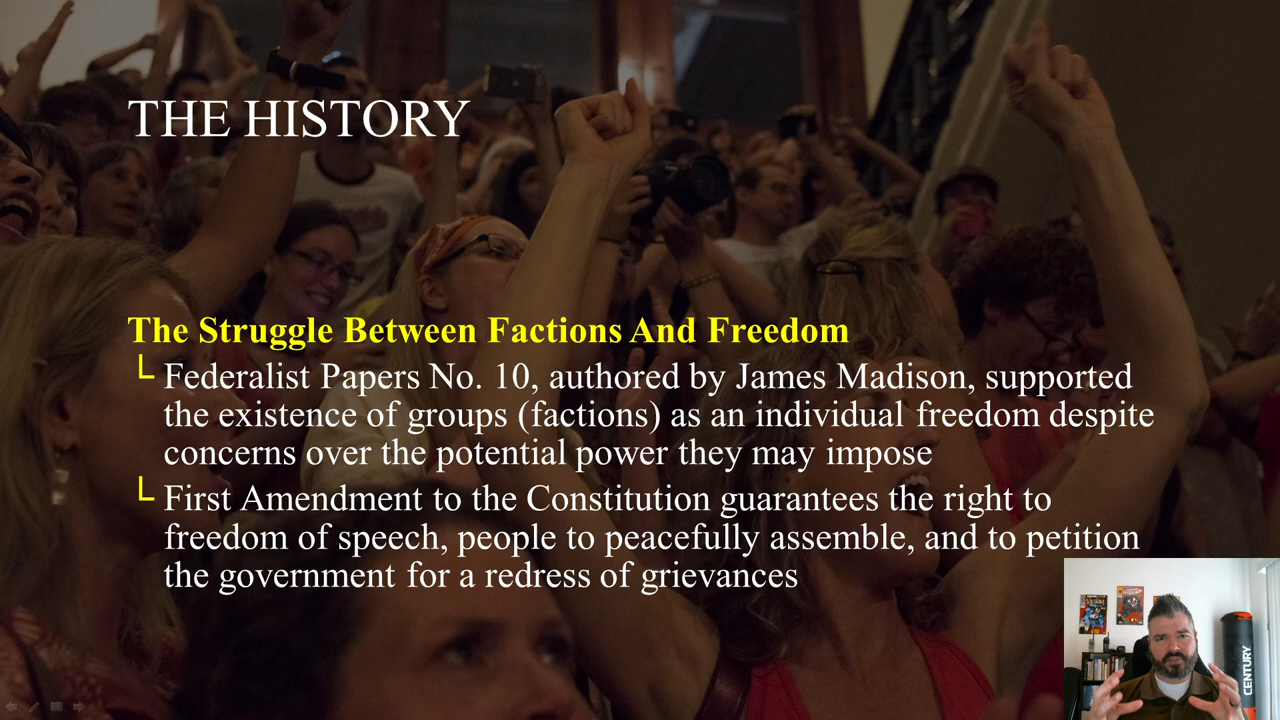 THE HISTORY
The Struggle Between Factions And Freedom
Federalist Papers No. 10, authored by James Madison, supported
the existence of groups (factions) as an individual freedom despite
concerns over the potential power they may impose
First Amendment to the Constitution guarantees the right to
freedom of speech, people to peacefully assemble, and to petition
the government for a redress of grievances
CENTURY